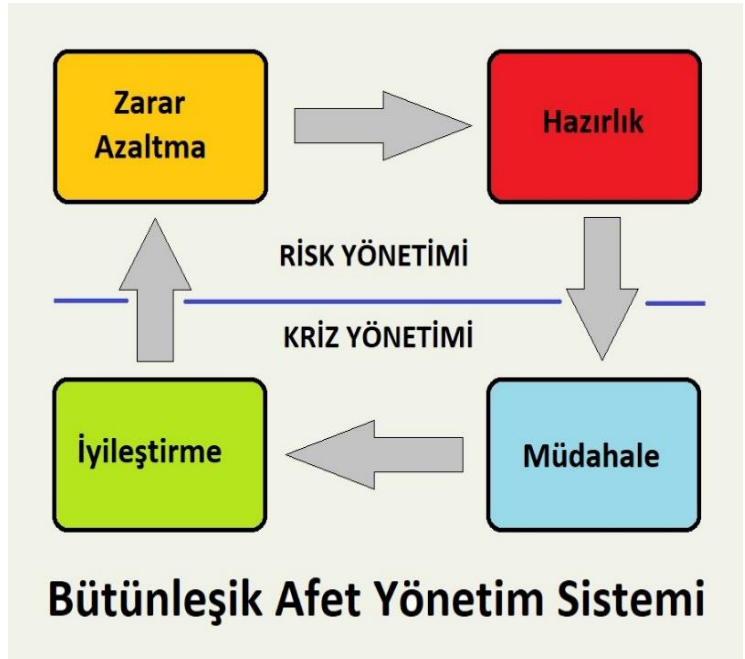 Zarar
Azaltma
Hazırlık
RİSK YÖNETİMİ
KRİZ YÖNETİMİ
İyileştirme
Müdahale
Bütünleşik Afet Yönetim Sistemi